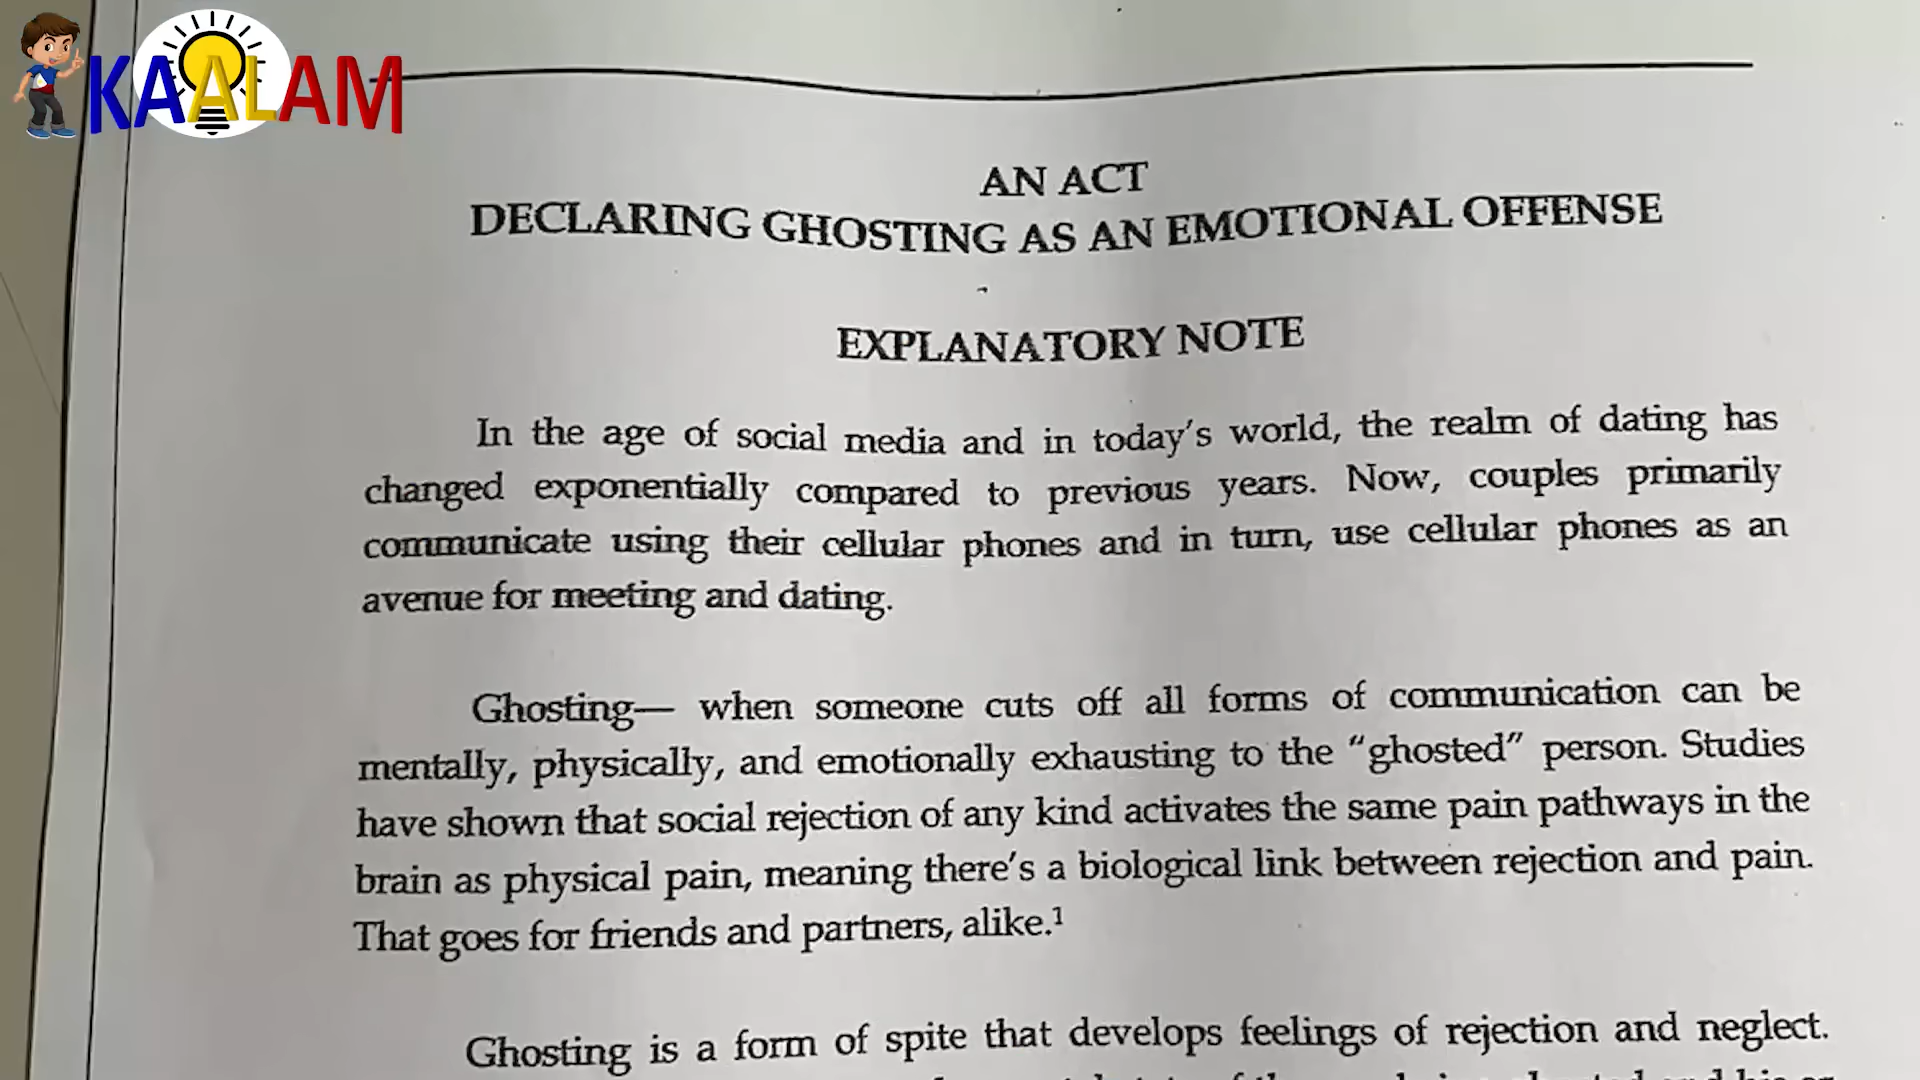 KAALAM
AN ACT
DECLARING GHOSTING AS AN EMOTIONAL OFFENSE
EXPLANATORY NOTE
In the age of social media and in today's world, the realm of dating has
changed exponentially compared to previous years. Now, couples primarily
communicate using their cellular phones and in turn, use cellular phones as an
avenue for meeting and dating.
Ghosting— when someone cuts off all forms of communication can be
mentally, physically, and emotionally exhausting to the “ghosted” person. Studies
have shown that social rejection of any kind activates the same pain pathways in the
brain as physical pain, meaning there's a biological link between rejection and pain.
That goes for friends and partners, alike.¹
Ghosting is a form of spite that develops feelings of rejection and neglect.